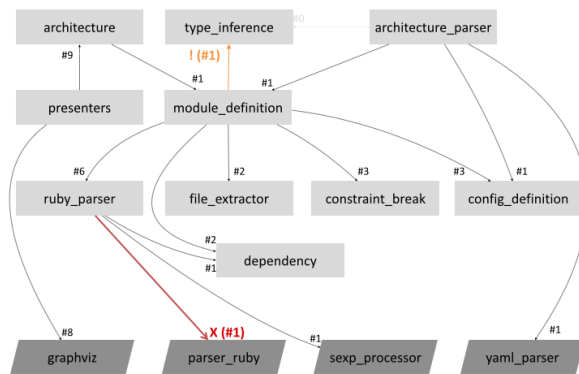 architecture
type_inference
#0
architecture_parser
#9
! (#1)
#1
#1
presenters
module_definition
#6
#2
#3
#3
#1
ruby_parser
file_extractor
constraint_break
config_definition
#2
#1
dependency
#8
X (#1)
#1
#1
graphviz
parser_ruby
sexp_processor
yaml_parser